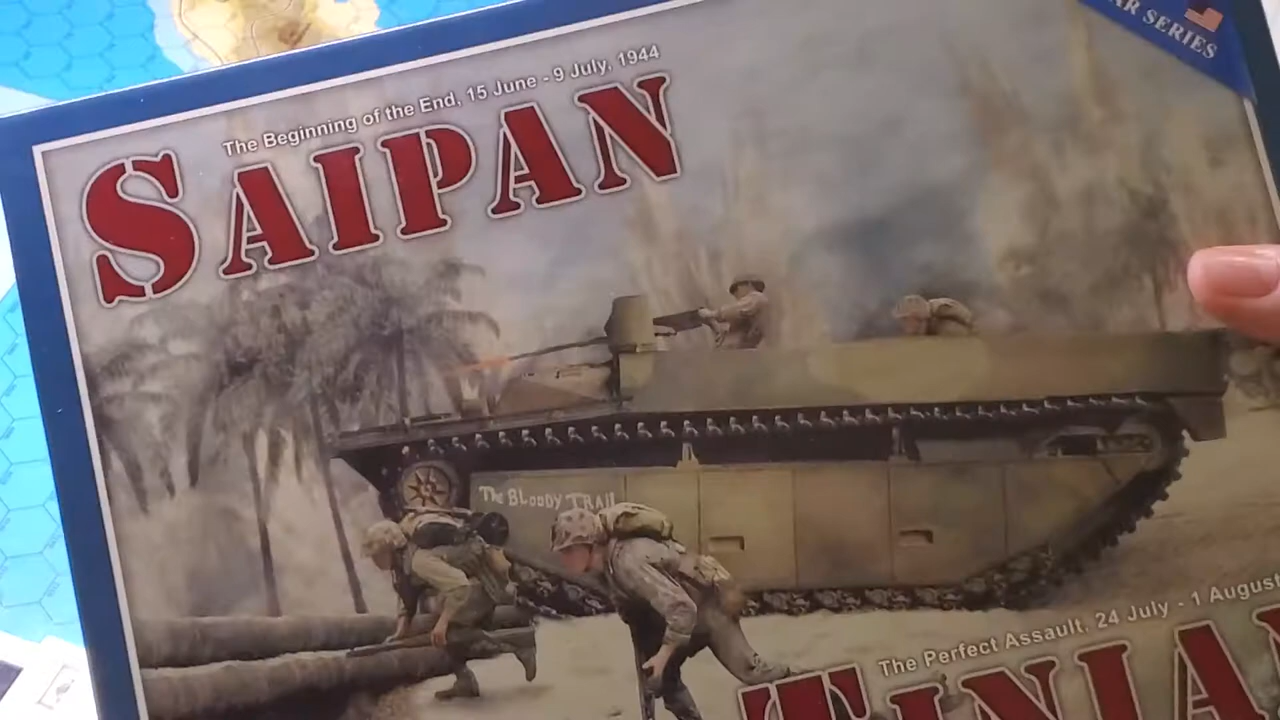 AR SERIES
The Beginning of the End, 15 June - 9 July, 1944
SAIPAN
The BLOODY TRAIL
The Perfect Assault, 24 July - 1 August
TINIA